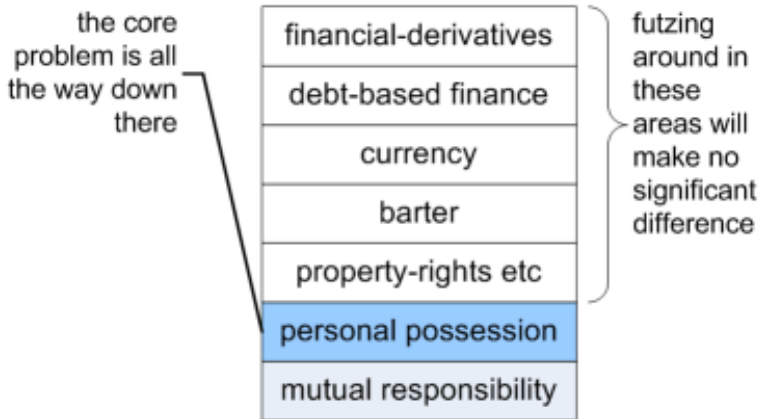 the core
problem is all
the way down
there
financial-derivatives
debt-based finance
currency
barter
property-rights etc
personal possession
mutual responsibility
futzing
around in
these
areas will
make no
significant
difference